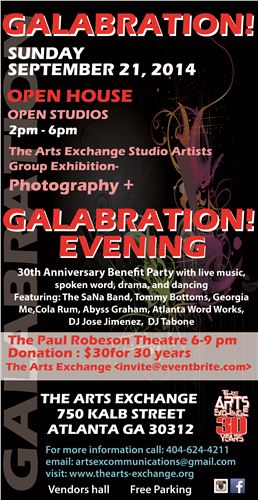 GALABRATION!
SUNDAY
SEPTEMBER 21, 2014
OPEN HOUSE
OPEN STUDIOS
2pm - 6pm
The Arts Exchange Studio Artists
Group Exhibition-
Photography +
GALABRATION!
EVENING
30th Anniversary Benefit Party with live music,
spoken word, drama, and dancing
Featuring: The SaNa Band, Tommy Bottoms, Georgia
Me,Cola Rum, Abyss Graham, Atlanta Word Works,
DJ Jose Jimenez, DJ Tabone
The Paul Robeson Theatre 6-9 pm
Donation : $30for 30 years
The Arts Exchange <invite@eventbrite.com>
THE ARTS EXCHANGE
750 KALB STREET
ATLANTA GA 30312
THE
ARTS
EXCHANGE
30
YEARS
For more information call: 404-624-4211
email: artsexcommunications@gmail.com
visit: www.thearts-exchange.org
Vendors hall Free Parking
f
GALABRATION